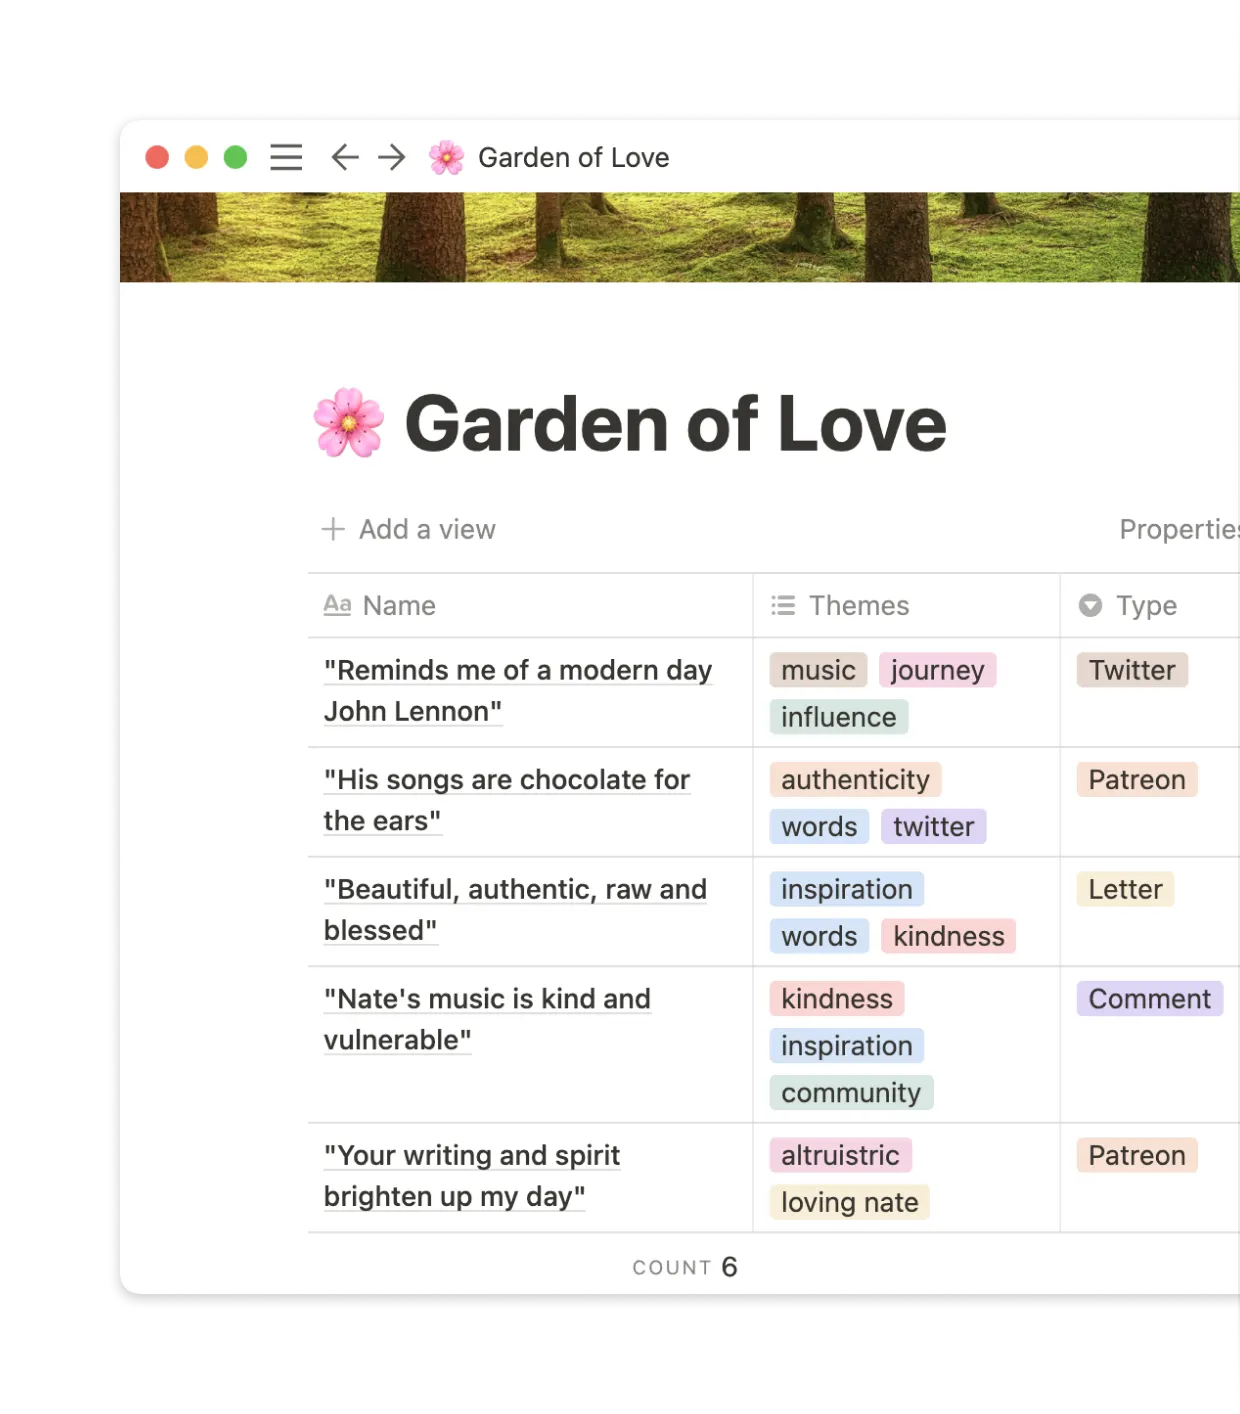 Garden of Love
Garden of Love
Add a view
Properties
Aa Name
Themes
Type
"Reminds me of a modern day
John Lennon"
music journey
influence
Twitter
"His songs are chocolate for
the ears"
authenticity
words twitter
Patreon
"Beautiful, authentic, raw and
blessed"
inspiration
words kindness
Letter
"Nate's music is kind and
vulnerable"
kindness
inspiration
community
Comment
"Your writing and spirit
brighten up my day"
altruistric
loving nate
Patreon
COUNT 6